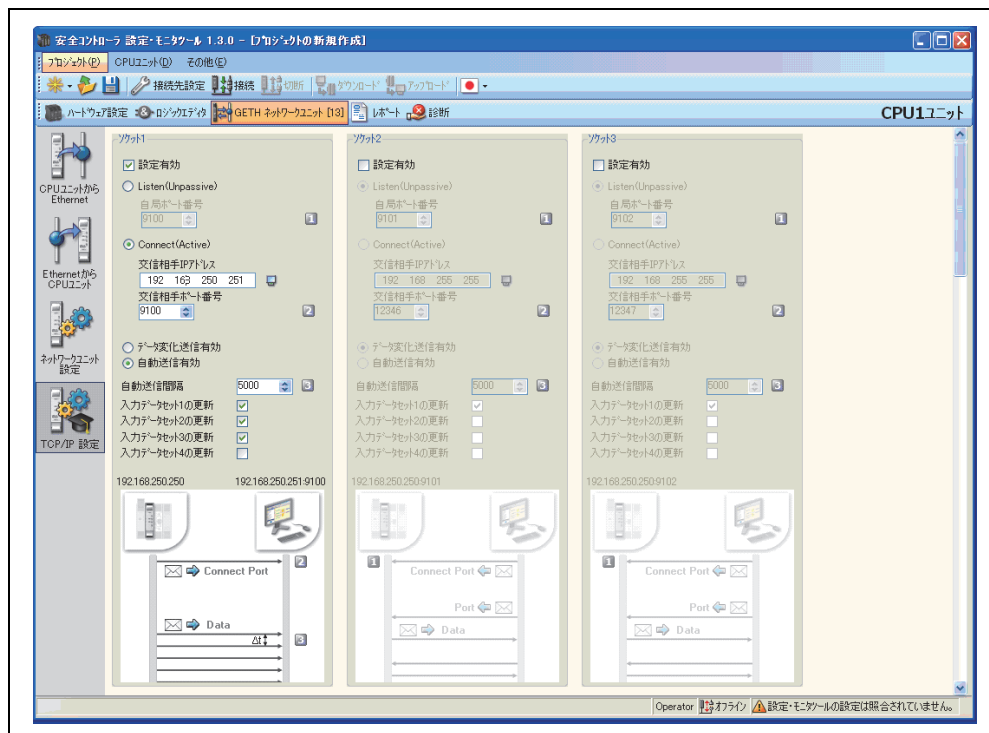 安全コントローラ 設定・モニタツール 1.3.0 - [プロジェクトの新規作成]
プロジェクト(P) CPUユニット(D) その他(E)
接続先設定 接続 切断 ダウンロード アップロード
ハードウェア設定 ロジックエディタ GETH ネットワークユニット [13] レポート 診断 CPU1ユニット
CPUユニットから
Ethernet
Ethernetから
CPUユニット
ネットワークユニット
設定
TCP/IP 設定
ソケット1
設定有効
Listen(Unpassive)
自局ポート番号
9100
1
Connect(Active)
交信相手IPアドレス
192 168 250 251
交信相手ポート番号
9100
2
データ変化送信有効
自動送信有効
自動送信間隔 5000 3
入力データセット1の更新
入力データセット2の更新
入力データセット3の更新
入力データセット4の更新
192.168.250.250 192.168.250.251:9100
2
Connect Port
Data
Δt
3
ソケット2
設定有効
Listen(Unpassive)
自局ポート番号
9101
1
Connect(Active)
交信相手IPアドレス
192 168 255 255
交信相手ポート番号
12346
2
データ変化送信有効
自動送信有効
自動送信間隔 5000 3
入力データセット1の更新
入力データセット2の更新
入力データセット3の更新
入力データセット4の更新
192.168.250.250:9101
1
Connect Port
Port
Data
ソケット3
設定有効
Listen(Unpassive)
自局ポート番号
9102
1
Connect(Active)
交信相手IPアドレス
192 168 255 255
交信相手ポート番号
12347
2
データ変化送信有効
自動送信有効
自動送信間隔 5000 3
入力データセット1の更新
入力データセット2の更新
入力データセット3の更新
入力データセット4の更新
192.168.250.250:9102
1
Connect Port
Port
Data
Operator オフライン 設定・モニタツールの設定は照合されていません。